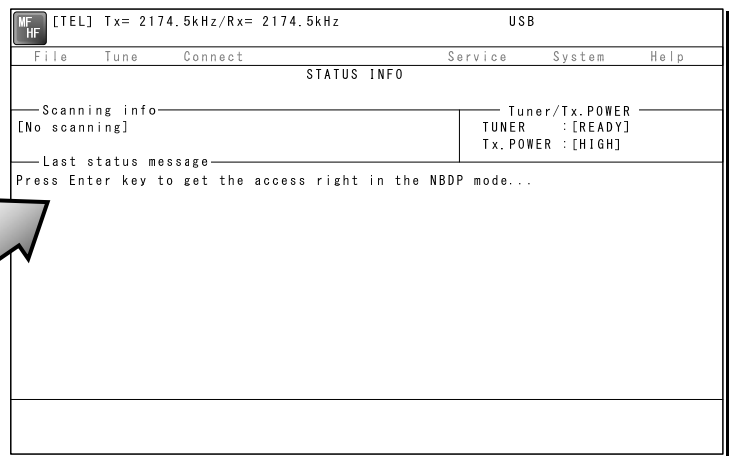 MF
HF
[TEL] Tx= 2174.5kHz/Rx= 2174.5kHz USB
File Tune Connect Service System Help
STATUS INFO
Scanning info
[No scanning]
Tuner/Tx.POWER
TUNER :[READY]
Tx.POWER :[HIGH]
Last status message
Press Enter key to get the access right in the NBDP mode...